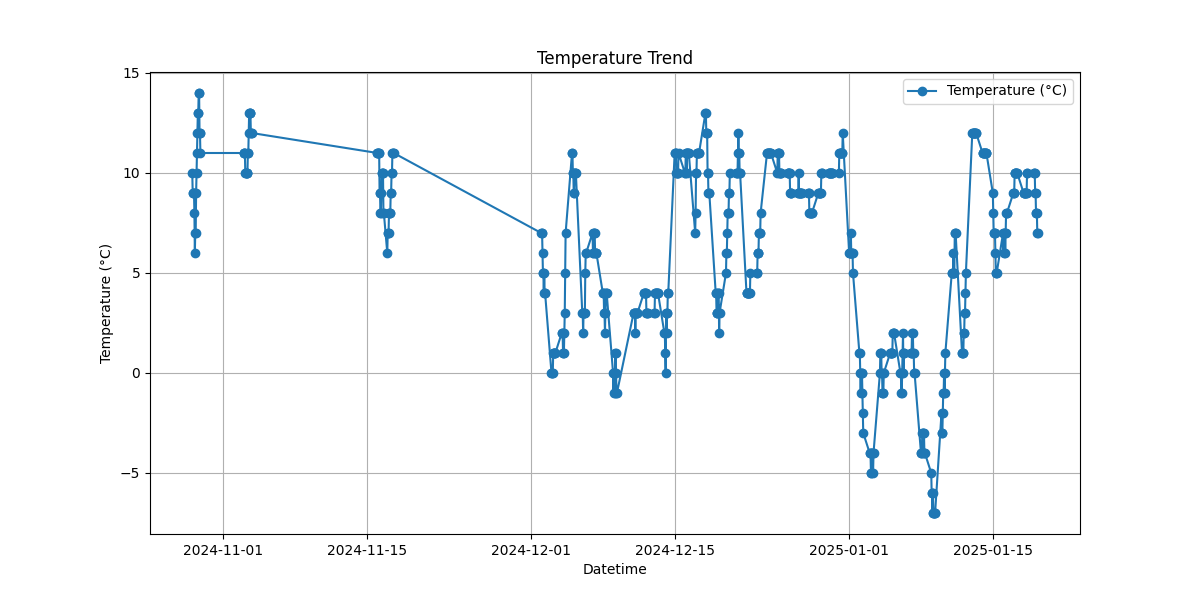 Temperature Trend
Temperature (°C)
15
10
5
0
−5
Temperature (°C)
2024-11-01
2024-11-15
2024-12-01
2024-12-15
2025-01-01
2025-01-15
Datetime